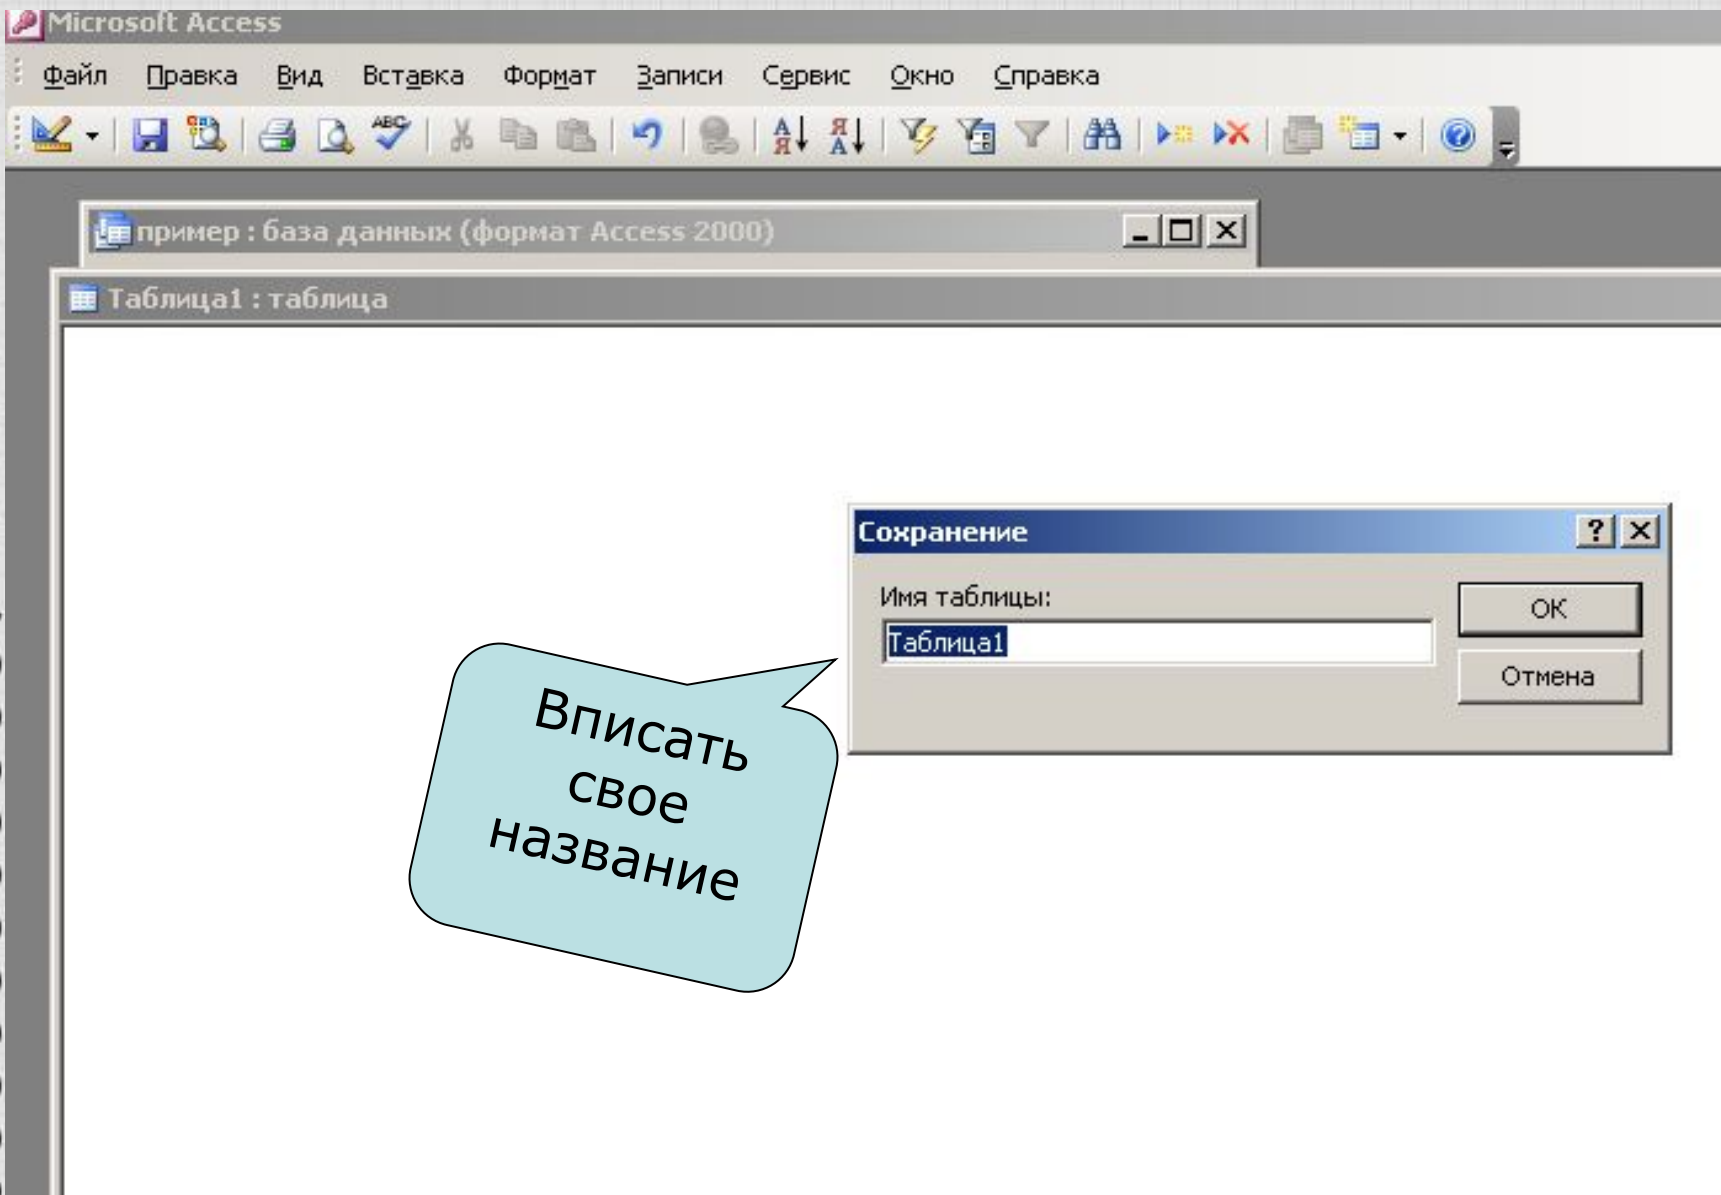 Microsoft Access
Файл Правка Вид Вставка Формат Записи Сервис Окно Справка
ABC А Я Я А
пример : база данных (формат Access 2000)
Таблица1 : таблица
Сохранение
Имя таблицы:
ОК
Таблица1
Отмена
Вписать
свое
название